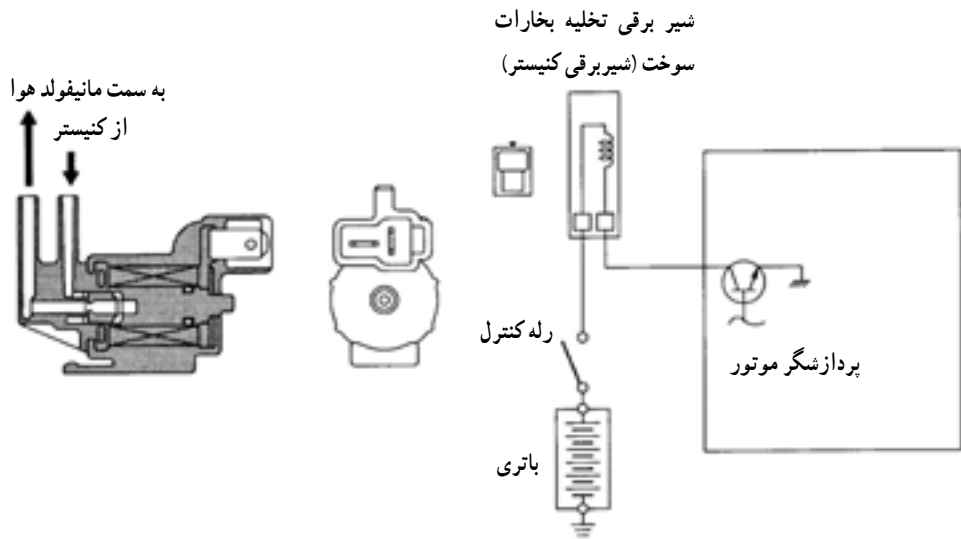 شیر برقی تخلیه بخارات
سوخت (شیربرقی کنیستر)
به سمت مانیفولد هوا
از کنیستر
رله کنترل
پردازشگر موتور
باتری